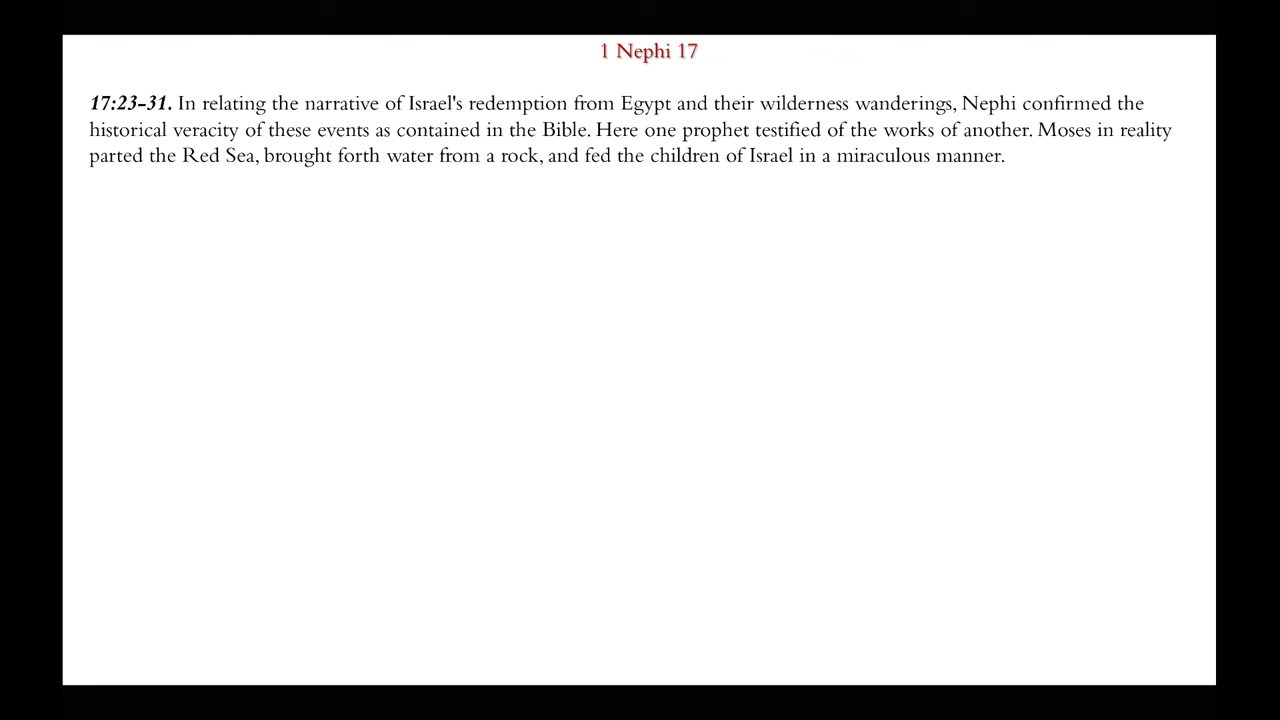 1 Nephi 17
17:23-31. In relating the narrative of Israel's redemption from Egypt and their wilderness wanderings, Nephi confirmed the
historical veracity of these events as contained in the Bible. Here one prophet testified of the works of another. Moses in reality
parted the Red Sea, brought forth water from a rock, and fed the children of Israel in a miraculous manner.